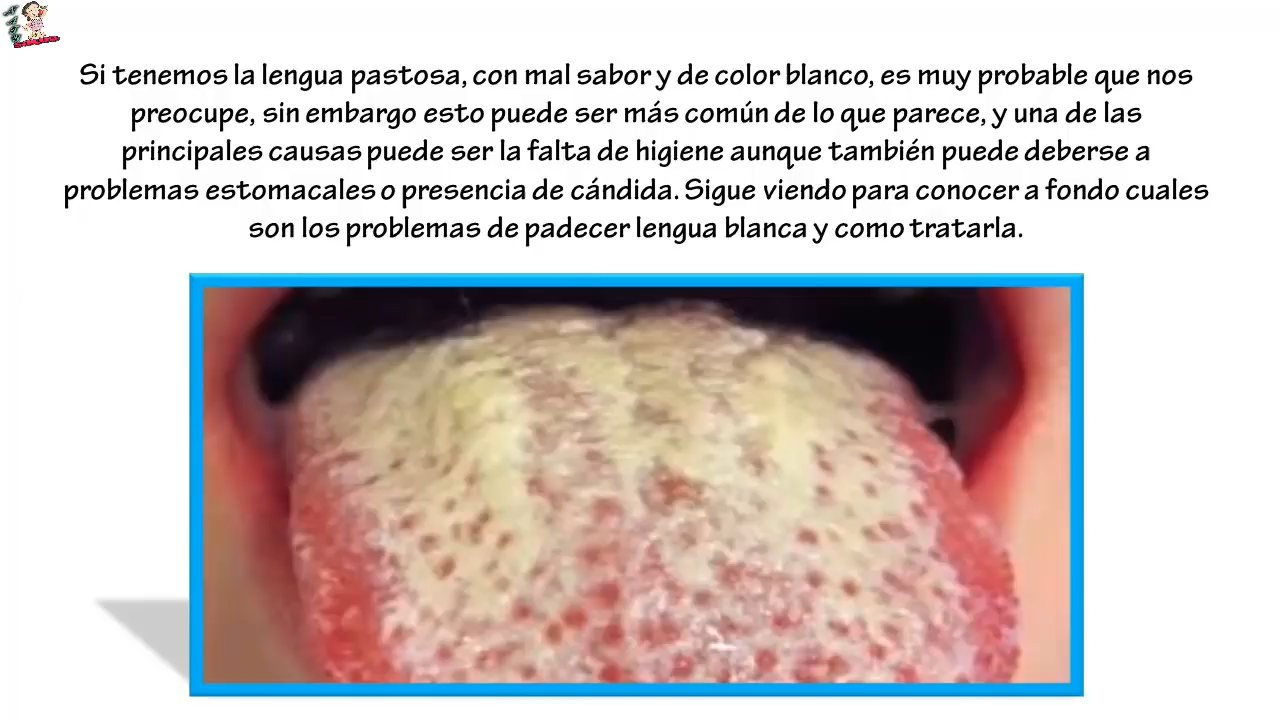 Si tenemos la lengua pastosa, con mal sabor y de color blanco, es muy probable que nos
preocupe, sin embargo esto puede ser más común de lo que parece, y una de las
principales causas puede ser la falta de higiene aunque también puede deberse a
problemas estomacales o presencia de cándida. Sigue viendo para conocer a fondo cuales
son los problemas de padecer lengua blanca y como tratarla.